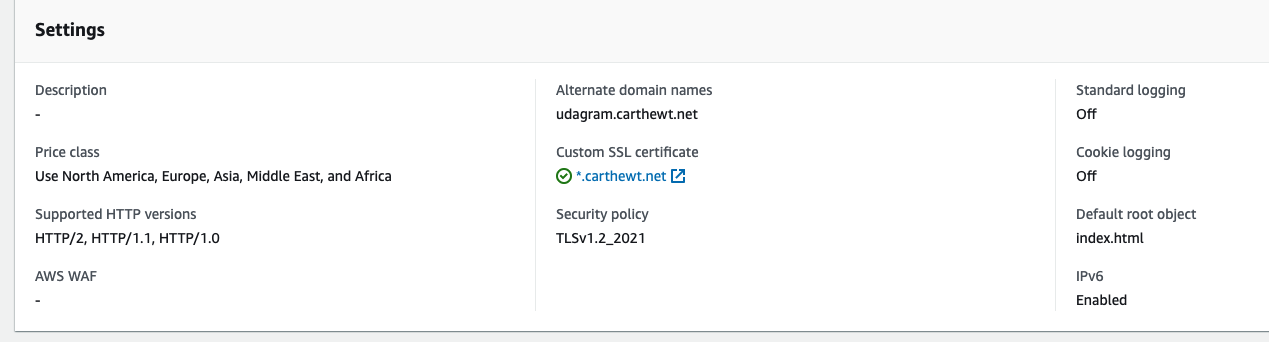 Settings
Description
-
Price class
Use North America, Europe, Asia, Middle East, and Africa
Supported HTTP versions
HTTP/2, HTTP/1.1, HTTP/1.0
AWS WAF
-
Alternate domain names
udagram.carthewt.net
Custom SSL certificate
*.carthewt.net
Security policy
TLSv1.2_2021
Standard logging
Off
Cookie logging
Off
Default root object
index.html
IPv6
Enabled